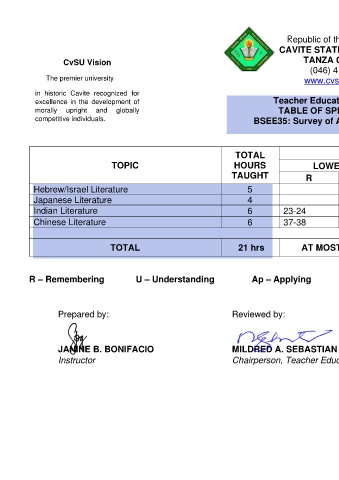 CvSU Vision
The premier university
in historic Cavite recognized for
excellence in the development of
morally upright and globally
competitive individuals.
Republic of th
CAVITE STAT
TANZA C
(046) 4
www.cvs
Teacher Educat
TABLE OF SPE
BSEE35: Survey of A
TOPIC
TOTAL
HOURS
TAUGHT
LOWE
R
Hebrew/Israel Literature 5
Japanese Literature 4
Indian Literature 6 23-24
Chinese Literature 6 37-38
TOTAL 21 hrs AT MOST
R – Remembering U – Understanding Ap – Applying
Prepared by: Reviewed by:
JANINE B. BONIFACIO MILDRED A. SEBASTIAN
Instructor Chairperson, Teacher Educ